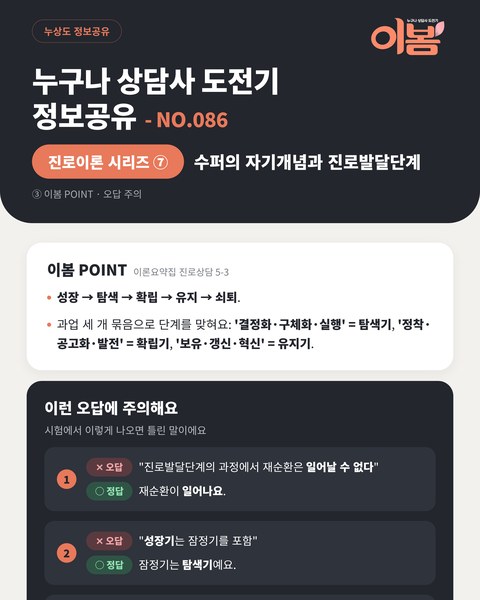 누상도 정보공유
누구나 상담사 도전기
이봄
누구나 상담사 도전기
정보공유 - NO.086
진로이론 시리즈 ⑦ 수퍼의 자기개념과 진로발달단계
③ 이봄 POINT · 오답 주의
이봄 POINT 이론요약집 진로상담 5-3
• 성장 → 탐색 → 확립 → 유지 → 쇠퇴.
• 과업 세 개 묶음으로 단계를 맞춰요: '결정화·구체화·실행' = 탐색기, '정착·
공고화·발전' = 확립기, '보유·갱신·혁신' = 유지기.
이런 오답에 주의해요
시험에서 이렇게 나오면 틀린 말이에요
1
× 오답 "진로발달단계의 과정에서 재순환은 일어날 수 없다"
○ 정답 재순환이 일어나요.
2
× 오답 "성장기는 잠정기를 포함"
○ 정답 잠정기는 탐색기예요.